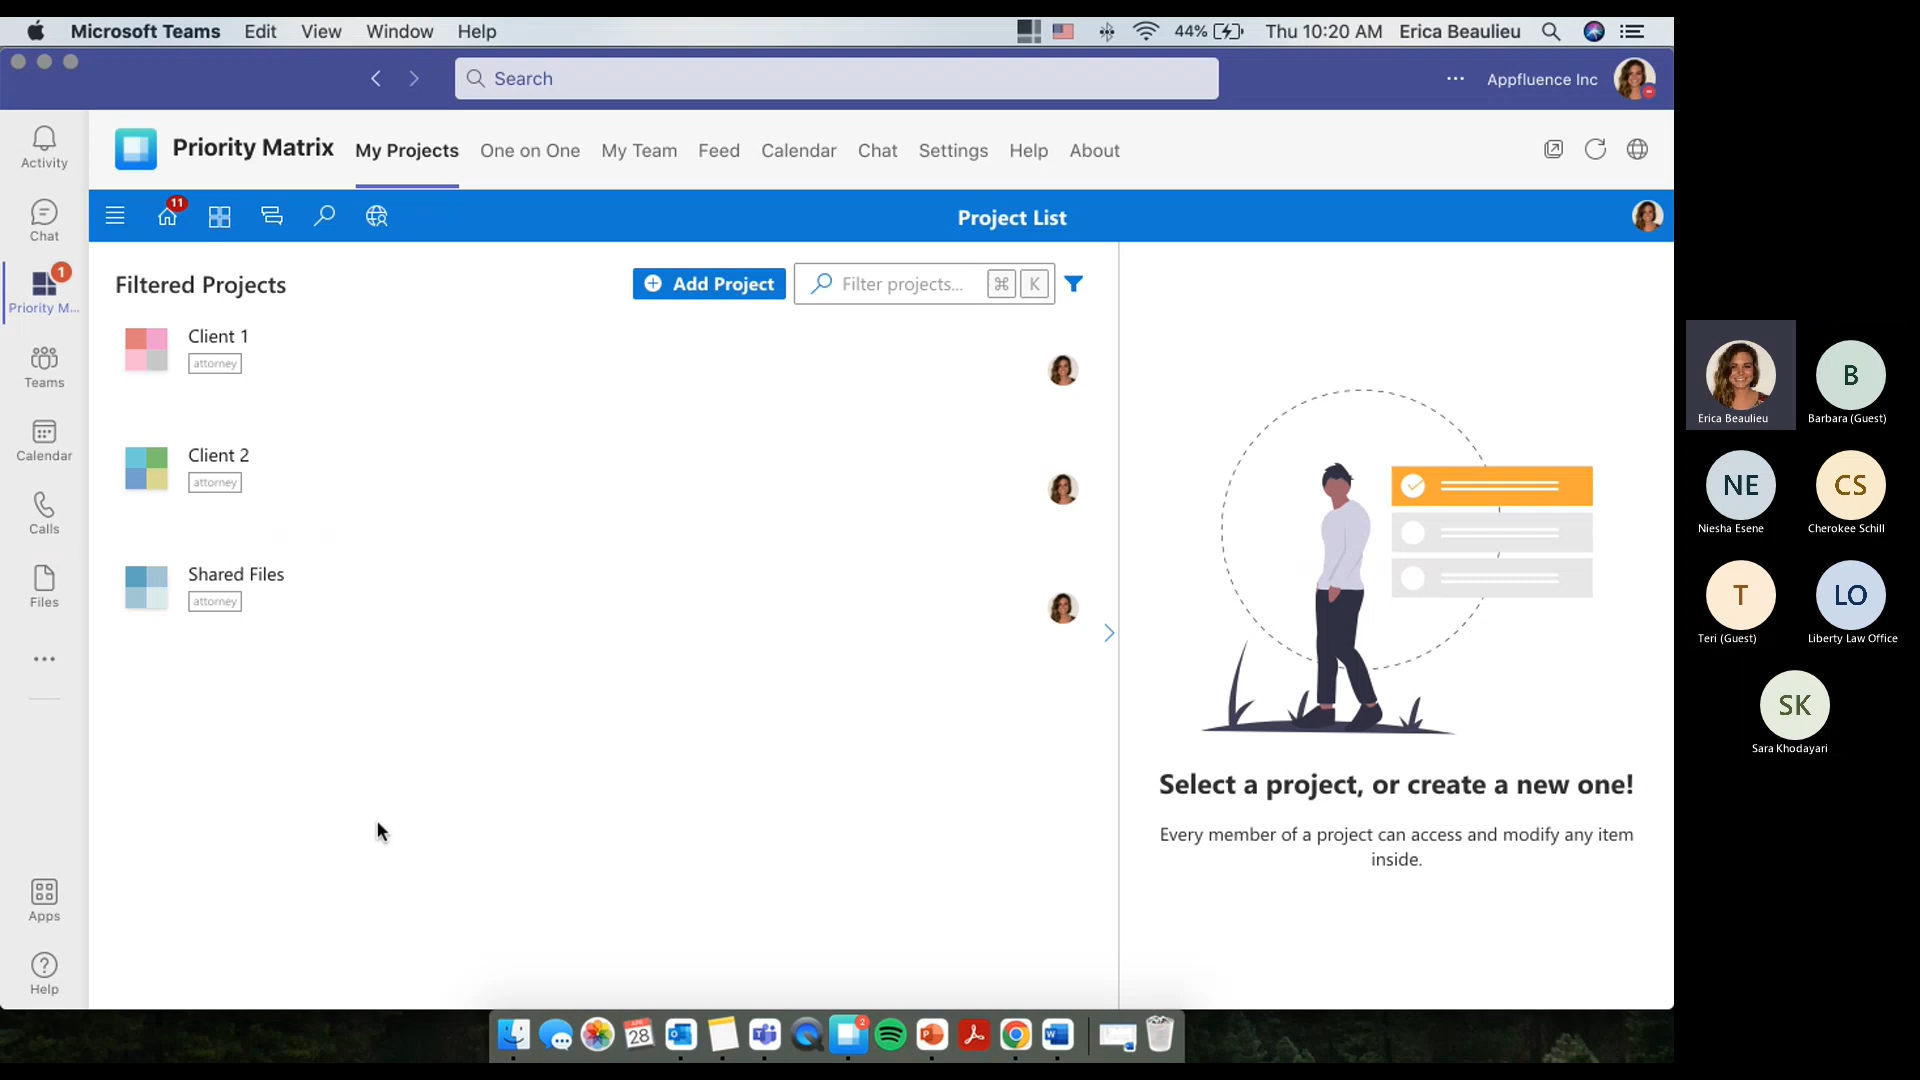 Microsoft Teams Edit View Window Help 44% Thu 10:20 AM Erica Beaulieu
Search Appfluence Inc
Priority Matrix My Projects One on One My Team Feed Calendar Chat Settings Help About
11 Project List
Activity
Chat
1
Priority M...
Teams
Calendar
Calls
Files
Apps
Help
Filtered Projects Add Project Filter projects... ⌘ K
Client 1
attorney
Client 2
attorney
Shared Files
attorney
Select a project, or create a new one!
Every member of a project can access and modify any item
inside.
APR
28
2
Erica Beaulieu
B
Barbara (Guest)
NE
Niesha Esene
CS
Cherokee Schill
T
Teri (Guest)
LO
Liberty Law Office
SK
Sara Khodayari